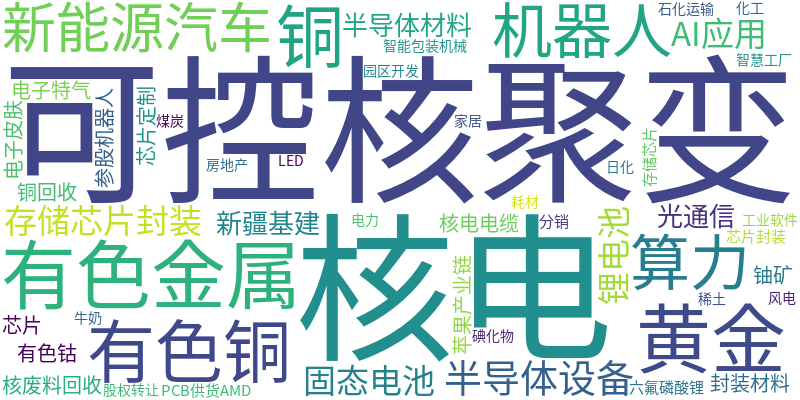 新能源汽车
铜
半导体材料
智能包装机械
机器人
石化运输
化工
AI应用
智慧工厂
园区开发
可控核聚变
电子特气
电子皮肤
参股机器人
芯片定制
煤炭
房地产
LED
家居
日化
存储芯片
铜回收
存储芯片封装
新疆基建
电力
核电
核电电缆
耗材
分销
锂电池
光通信
工业软件
芯片封装
有色金属
苹果产业链
算力
铀矿
稀土
风电
芯片
牛奶
有色钴
有色铜
碘化物
黄金
核废料回收
股权转让
PCB供货AMD
固态电池
半导体设备
六氟磷酸锂
封装材料